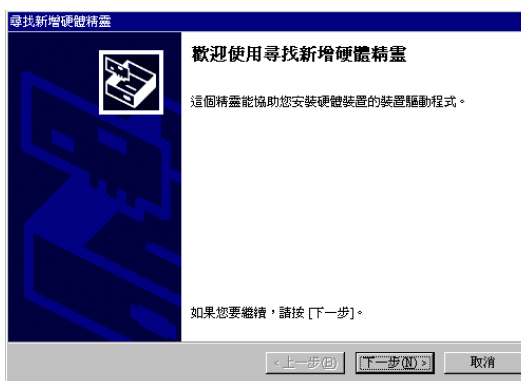 尋找新增硬體精靈
歡迎使用尋找新增硬體精靈
這個精靈能協助您安裝硬體裝置的裝置驅動程式。
如果您要繼續，請按 [下一步]。
<上一步(B) 下一步(N)> 取消